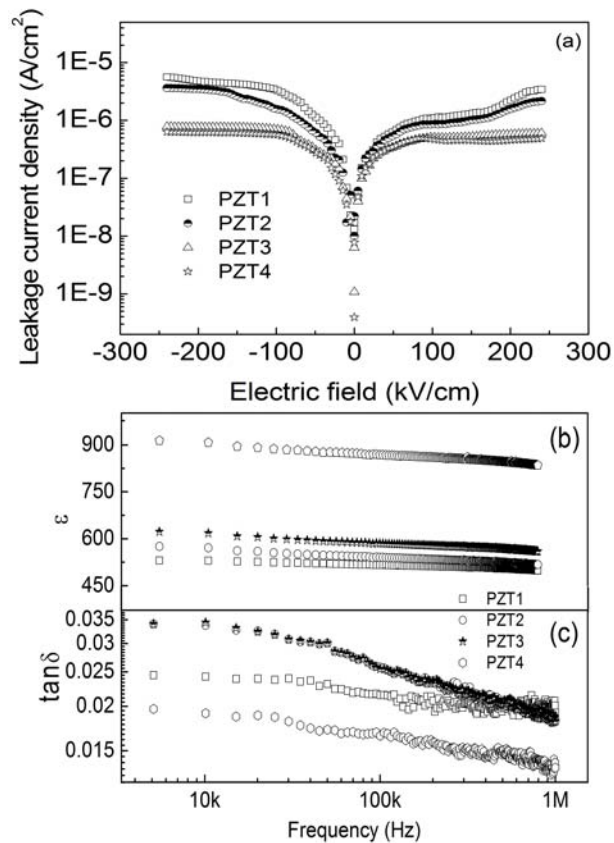 (a)
Leakage current density (A/cm²)
1E-5
1E-6
1E-7
1E-8
1E-9
PZT1
PZT2
PZT3
PZT4
-300 -200 -100 0 100 200 300
Electric field (kV/cm)
(b)
ε
900
750
600
450
PZT1
PZT2
PZT3
PZT4
(c)
tanδ
0.035
0.030
0.025
0.020
0.015
10k 100k 1M
Frequency (Hz)